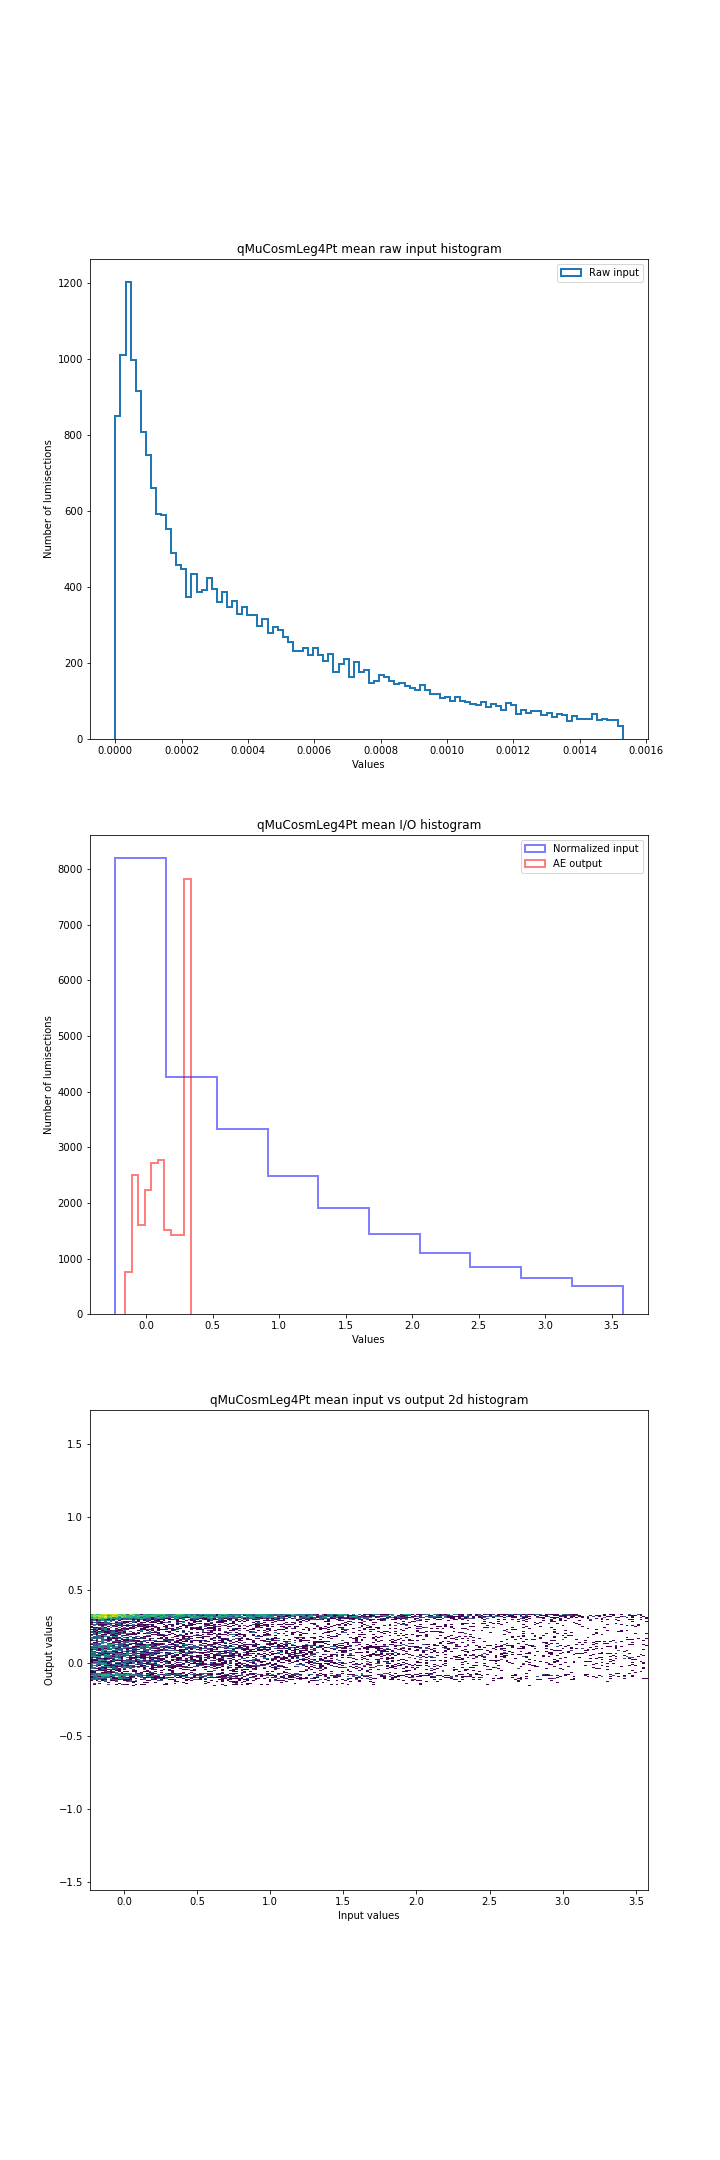 qMuCosmLeg4Pt mean raw input histogram
Raw input
1200
1000
800
600
400
200
0
Number of lumisections
0.0000 0.0002 0.0004 0.0006 0.0008 0.0010 0.0012 0.0014 0.0016
Values
qMuCosmLeg4Pt mean I/O histogram
Normalized input
AE output
8000
7000
6000
5000
4000
3000
2000
1000
0
Number of lumisections
0.0 0.5 1.0 1.5 2.0 2.5 3.0 3.5
Values
qMuCosmLeg4Pt mean input vs output 2d histogram
1.5
1.0
0.5
0.0
−0.5
−1.0
−1.5
Output values
0.0 0.5 1.0 1.5 2.0 2.5 3.0 3.5
Input values